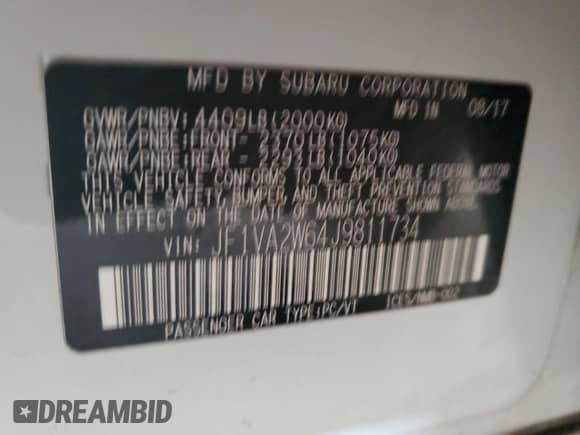 MFD BY SUBARU CORPORATION
MFD IN 08/17
GVWR/PNBV: 4409LB(2000KG)
GAWR/PNBE:FRONT: 2370LB(1075KG)
GAWR/PNBE:REAR : 2293LB(1040KG)
THIS VEHICLE CONFORMS TO ALL APPLICABLE FEDERAL MOTOR
VEHICLE SAFETY, BUMPER AND THEFT PREVENTION STANDARDS
IN EFFECT ON THE DATE OF MANUFACTURE SHOWN ABOVE.
VIN: JF1VA2W64J9811734
PASSENGER CAR TYPE:PC/VT
DREAMBID